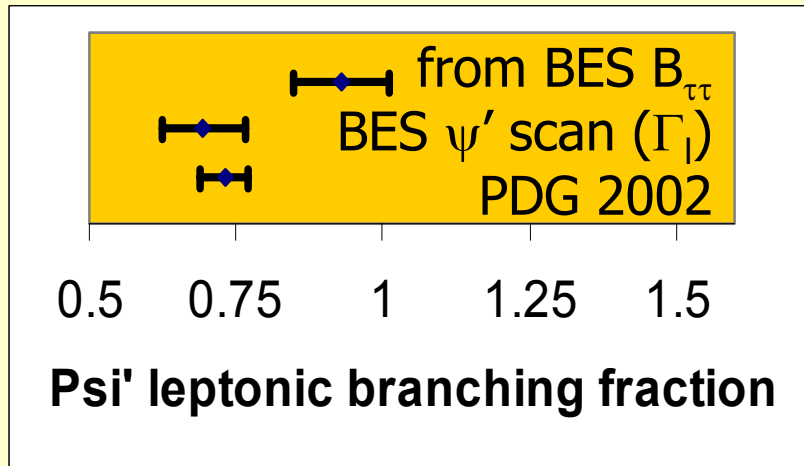 from BES Bττ
BES ψ′ scan (Γl)
PDG 2002
0.5 0.75 1 1.25 1.5
Psi' leptonic branching fraction